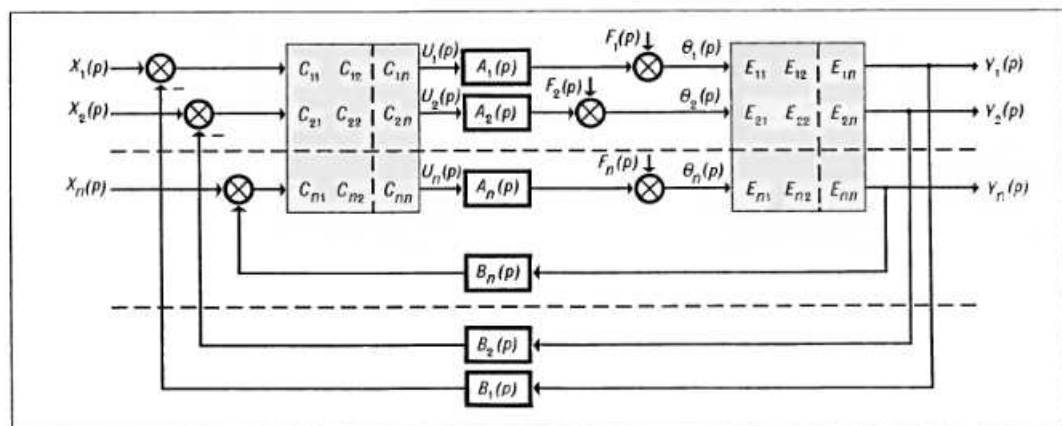 F₁(p) θ₁(p)
X₁(p) C₁₁ C₁₂ C₁n U₁(p) A₁(p) E₁₁ E₁₂ E₁n Y₁(p)
− F₂(p) θ₂(p)
X₂(p) C₂₁ C₂₂ C₂n U₂(p) A₂(p) E₂₁ E₂₂ E₂n Y₂(p)
−
Fn(p) θn(p)
Xn(p) Cn₁ Cn₂ Cnn Un(p) An(p) En₁ En₂ Enn Yn(p)
Bn(p)
B₂(p)
B₁(p)